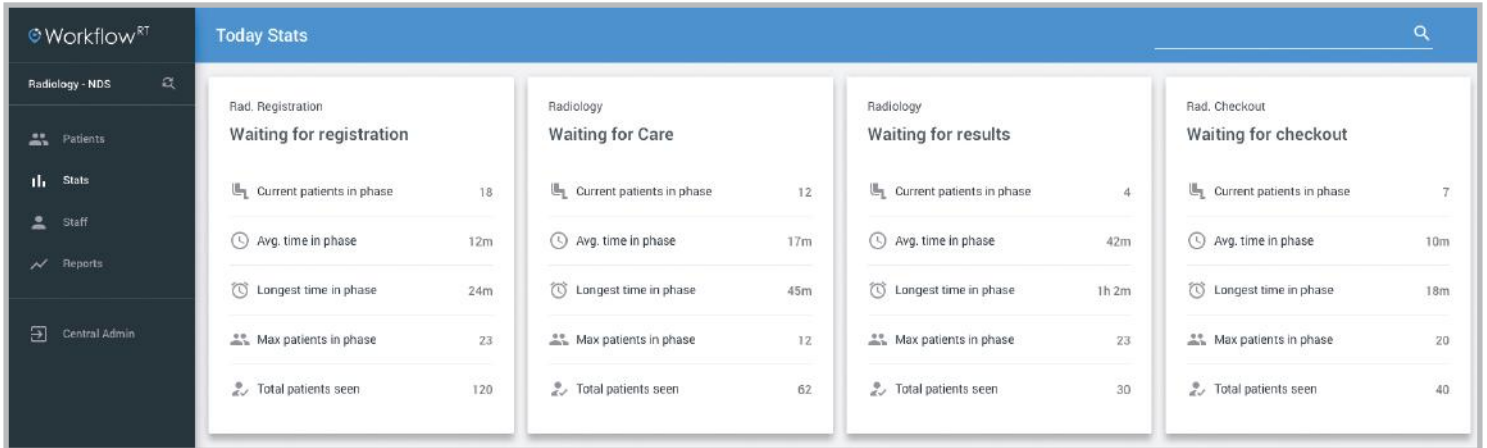 WorkflowRT
Today Stats
Radiology - NDS
Patients
Stats
Staff
Reports
Central Admin
Rad. Registration
Waiting for registration
Current patients in phase 18
Avg. time in phase 12m
Longest time in phase 24m
Max patients in phase 23
Total patients seen 120
Radiology
Waiting for Care
Current patients in phase 12
Avg. time in phase 17m
Longest time in phase 45m
Max patients in phase 12
Total patients seen 62
Radiology
Waiting for results
Current patients in phase 4
Avg. time in phase 42m
Longest time in phase 1h 2m
Max patients in phase 23
Total patients seen 30
Rad. Checkout
Waiting for checkout
Current patients in phase 7
Avg. time in phase 10m
Longest time in phase 18m
Max patients in phase 20
Total patients seen 40